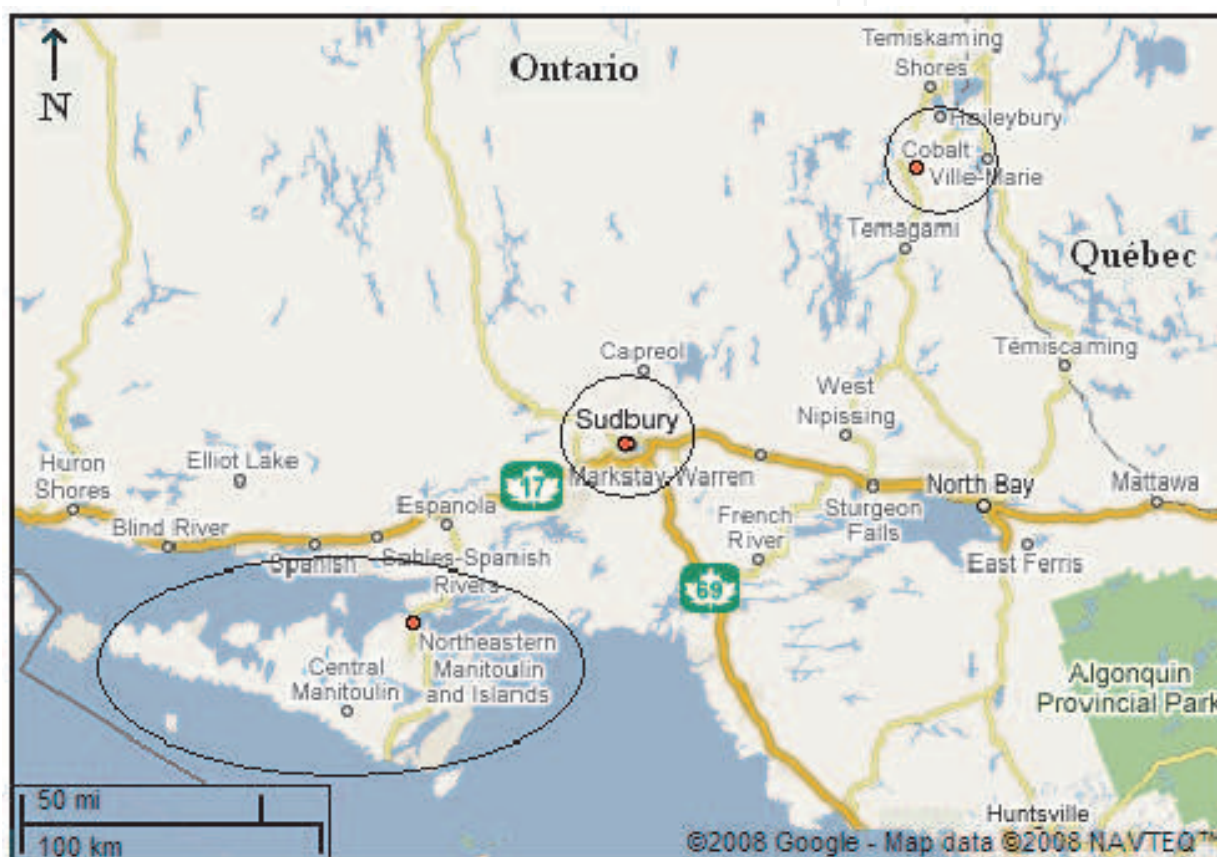 N
Ontario
Temiskaming
Shores
Haileybury
Cobalt
Ville-Marie
Temagami
Québec
Témiscaming
Capreol
West
Nipissing
Sudbury
Markstay-Warren
17
Huron
Shores
Elliot Lake
Blind River
Espanola
Spanish
Sables-Spanish
Rivers
French
River
69
Sturgeon
Falls
North Bay
Mattawa
East Ferris
Northeastern
Manitoulin
and Islands
Central
Manitoulin
Algonquin
Provincial Park
Huntsville
50 mi
100 km
©2008 Google - Map data ©2008 NAVTEQ™